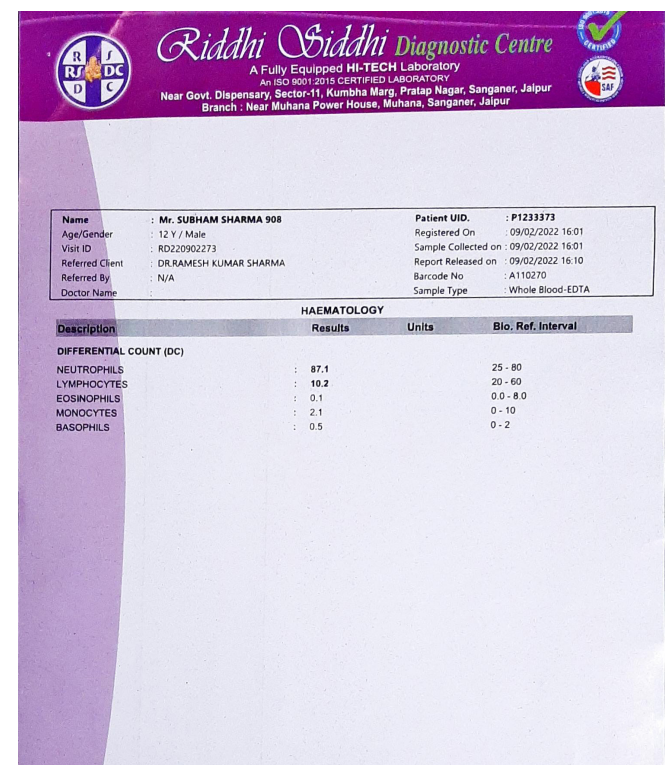 R S
RS DC
D C
Riddhi Siddhi Diagnostic Centre
A Fully Equipped HI-TECH Laboratory
An ISO 9001:2015 CERTIFIED LABORATORY
Near Govt. Dispensary, Sector-11, Kumbha Marg, Pratap Nagar, Sanganer, Jaipur
Branch : Near Muhana Power House, Muhana, Sanganer, Jaipur
CERTIFIED
SAF
Name : Mr. SUBHAM SHARMA 908 Patient UID. : P1233373
Age/Gender : 12 Y / Male Registered On : 09/02/2022 16:01
Visit ID : RD220902273 Sample Collected on : 09/02/2022 16:01
Referred Client : DR.RAMESH KUMAR SHARMA Report Released on : 09/02/2022 16:10
Referred By : N/A Barcode No : A110270
Doctor Name : Sample Type : Whole Blood-EDTA
HAEMATOLOGY
Description Results Units Bio. Ref. Interval
DIFFERENTIAL COUNT (DC)
NEUTROPHILS : 87.1 25 - 80
LYMPHOCYTES : 10.2 20 - 60
EOSINOPHILS : 0.1 0.0 - 8.0
MONOCYTES : 2.1 0 - 10
BASOPHILS : 0.5 0 - 2